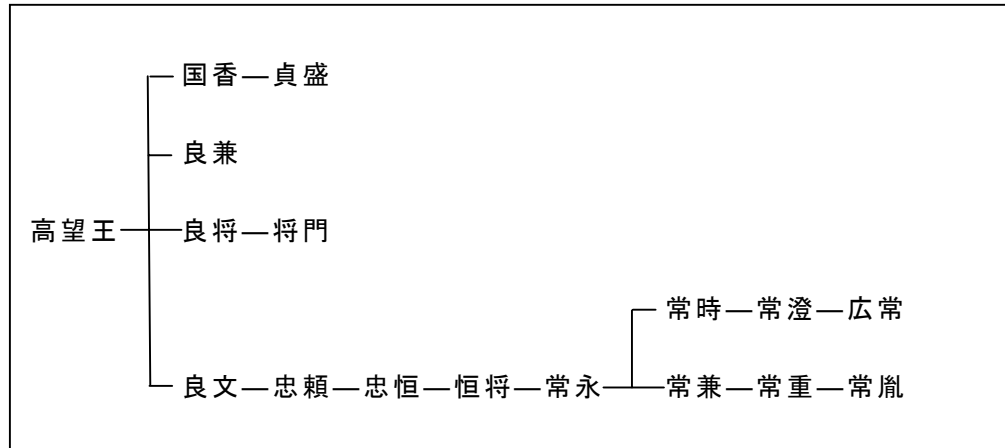 国香―貞盛
良兼
高望王 良将―将門
常時―常澄―広常
良文―忠頼―忠恒―恒将―常永 常兼―常重―常胤